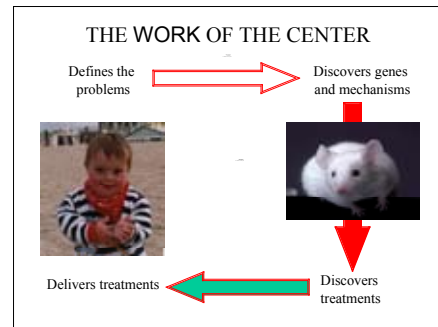 THE WORK OF THE CENTER
Defines the
problems
Discovers genes
and mechanisms
Delivers treatments
Discovers
treatments